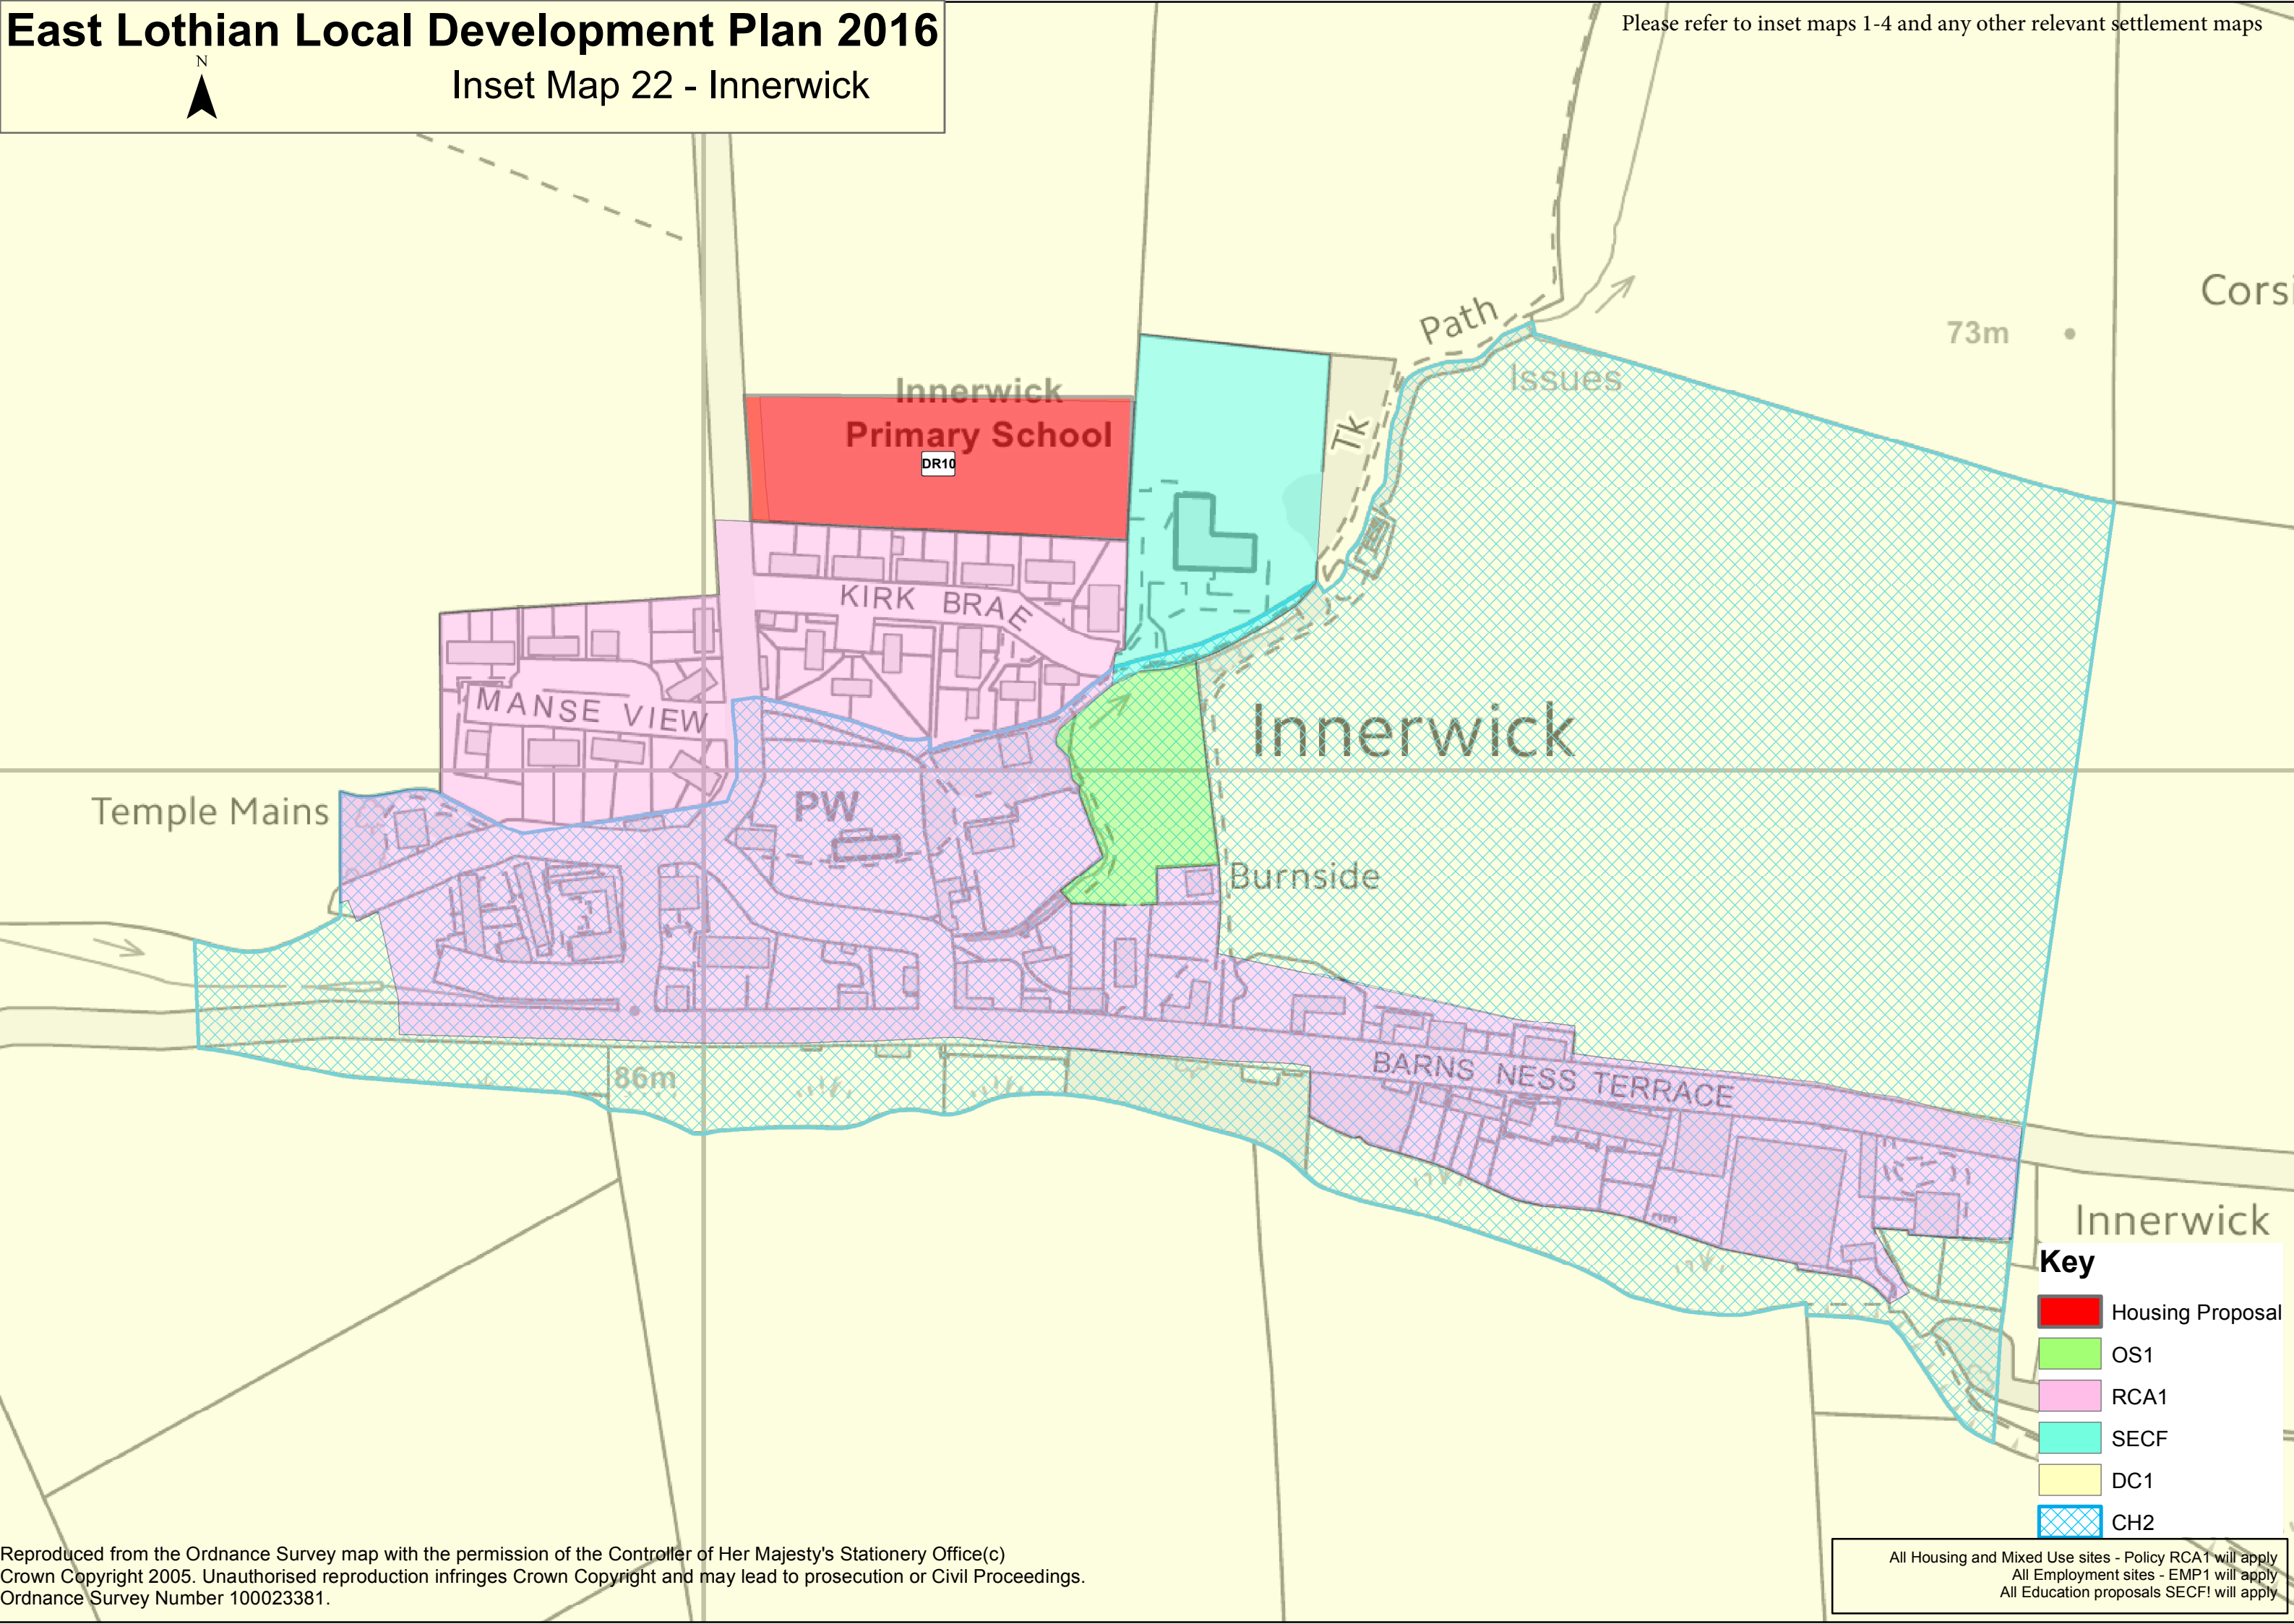 East Lothian Local Development Plan 2016
N
Inset Map 22 - Innerwick
Please refer to inset maps 1-4 and any other relevant settlement maps
Corsi
73m
Path
Issues
Innerwick
Primary School
DR10
Tk
KIRK BRAE
MANSE VIEW
Innerwick
Temple Mains
PW
Burnside
BARNS NESS TERRACE
86m
Innerwick
Key
Housing Proposal
OS1
RCA1
SECF
DC1
CH2
Reproduced from the Ordnance Survey map with the permission of the Controller of Her Majesty's Stationery Office(c)
Crown Copyright 2005. Unauthorised reproduction infringes Crown Copyright and may lead to prosecution or Civil Proceedings.
Ordnance Survey Number 100023381.
All Housing and Mixed Use sites - Policy RCA1 will apply
All Employment sites - EMP1 will apply
All Education proposals SECF! will apply